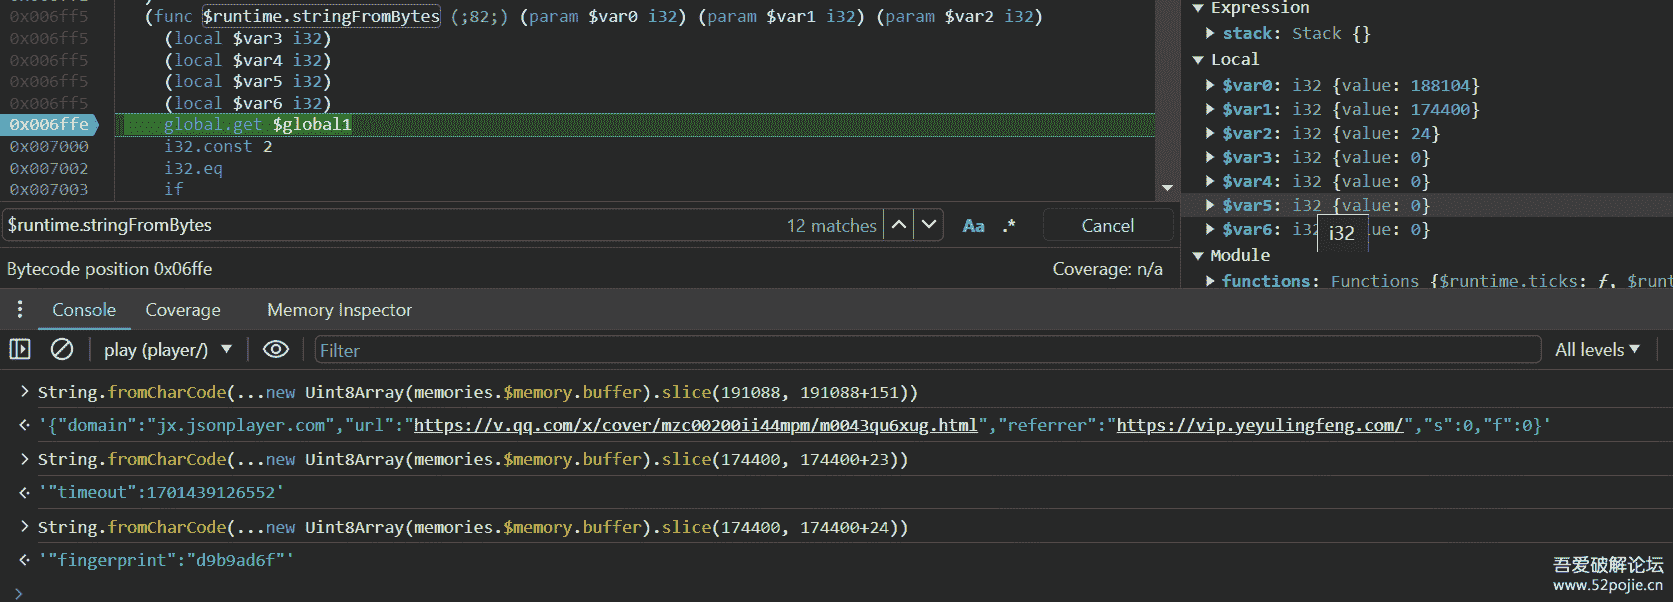 (func $runtime.stringFromBytes (;82;) (param $var0 i32) (param $var1 i32) (param $var2 i32)
0x006ff5 (local $var3 i32)
0x006ff5 (local $var4 i32)
0x006ff5 (local $var5 i32)
0x006ff5 (local $var6 i32)
0x006ffe global.get $global1
0x007000 i32.const 2
0x007002 i32.eq
0x007003 if
$runtime.stringFromBytes 12 matches Aa .* Cancel
Bytecode position 0x06ffe Coverage: n/a
Expression
stack: Stack {}
Local
$var0: i32 {value: 188104}
$var1: i32 {value: 174400}
$var2: i32 {value: 24}
$var3: i32 {value: 0}
$var4: i32 {value: 0}
$var5: i32 {value: 0}
$var6: i32 ue: 0}
i32
Module
functions: Functions {$runtime.ticks: ƒ, $runt
Console Coverage Memory Inspector
play (player/) Filter All levels
> String.fromCharCode(...new Uint8Array(memories.$memory.buffer).slice(191088, 191088+151))
'{"domain":"jx.jsonplayer.com","url":"https://v.qq.com/x/cover/mzc00200ii44mpm/m0043qu6xug.html","referrer":"https://vip.yeyulingfeng.com/","s":0,"f":0}'
> String.fromCharCode(...new Uint8Array(memories.$memory.buffer).slice(174400, 174400+23))
'"timeout":1701439126552'
> String.fromCharCode(...new Uint8Array(memories.$memory.buffer).slice(174400, 174400+24))
'"fingerprint":"d9b9ad6f"'
>
吾爱破解论坛
www.52pojie.cn